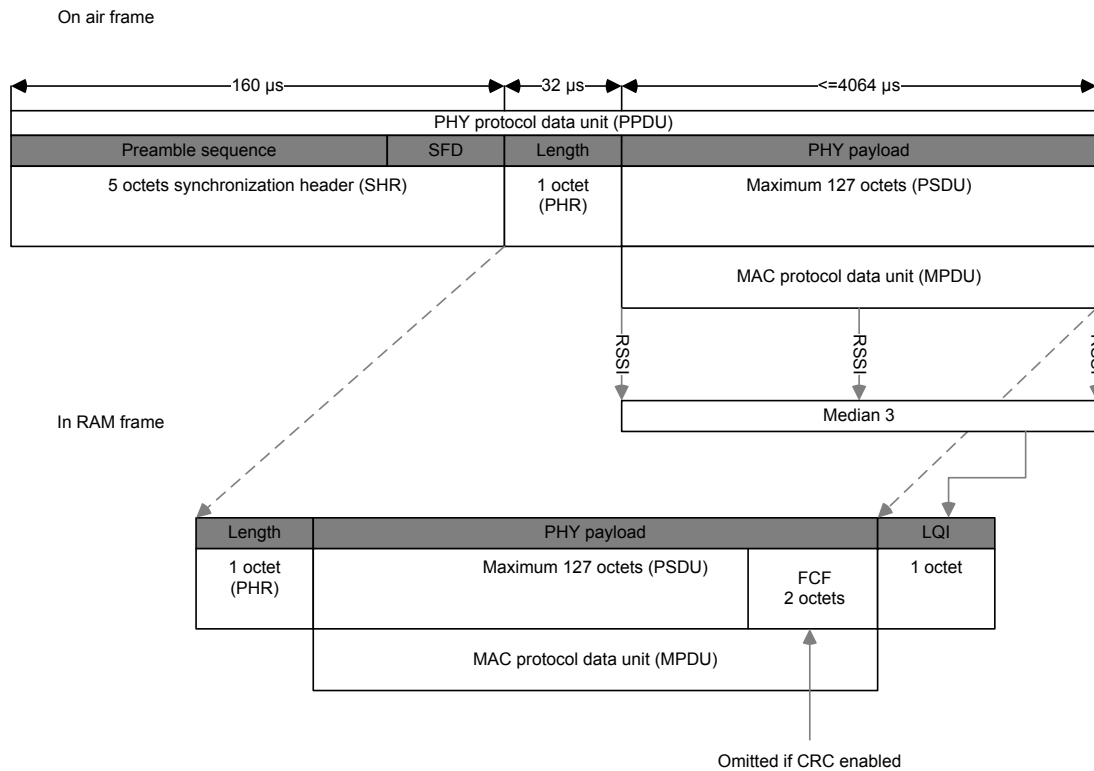 On air frame
160 µs
32 µs
<=4064 µs
PHY protocol data unit (PPDU)
Preamble sequence
SFD
Length
PHY payload
5 octets synchronization header (SHR)
1 octet
(PHR)
Maximum 127 octets (PSDU)
MAC protocol data unit (MPDU)
RSSI
RSSI
RSSI
In RAM frame
Median 3
Length
PHY payload
LQI
1 octet
(PHR)
Maximum 127 octets (PSDU)
FCF
2 octets
1 octet
MAC protocol data unit (MPDU)
Omitted if CRC enabled